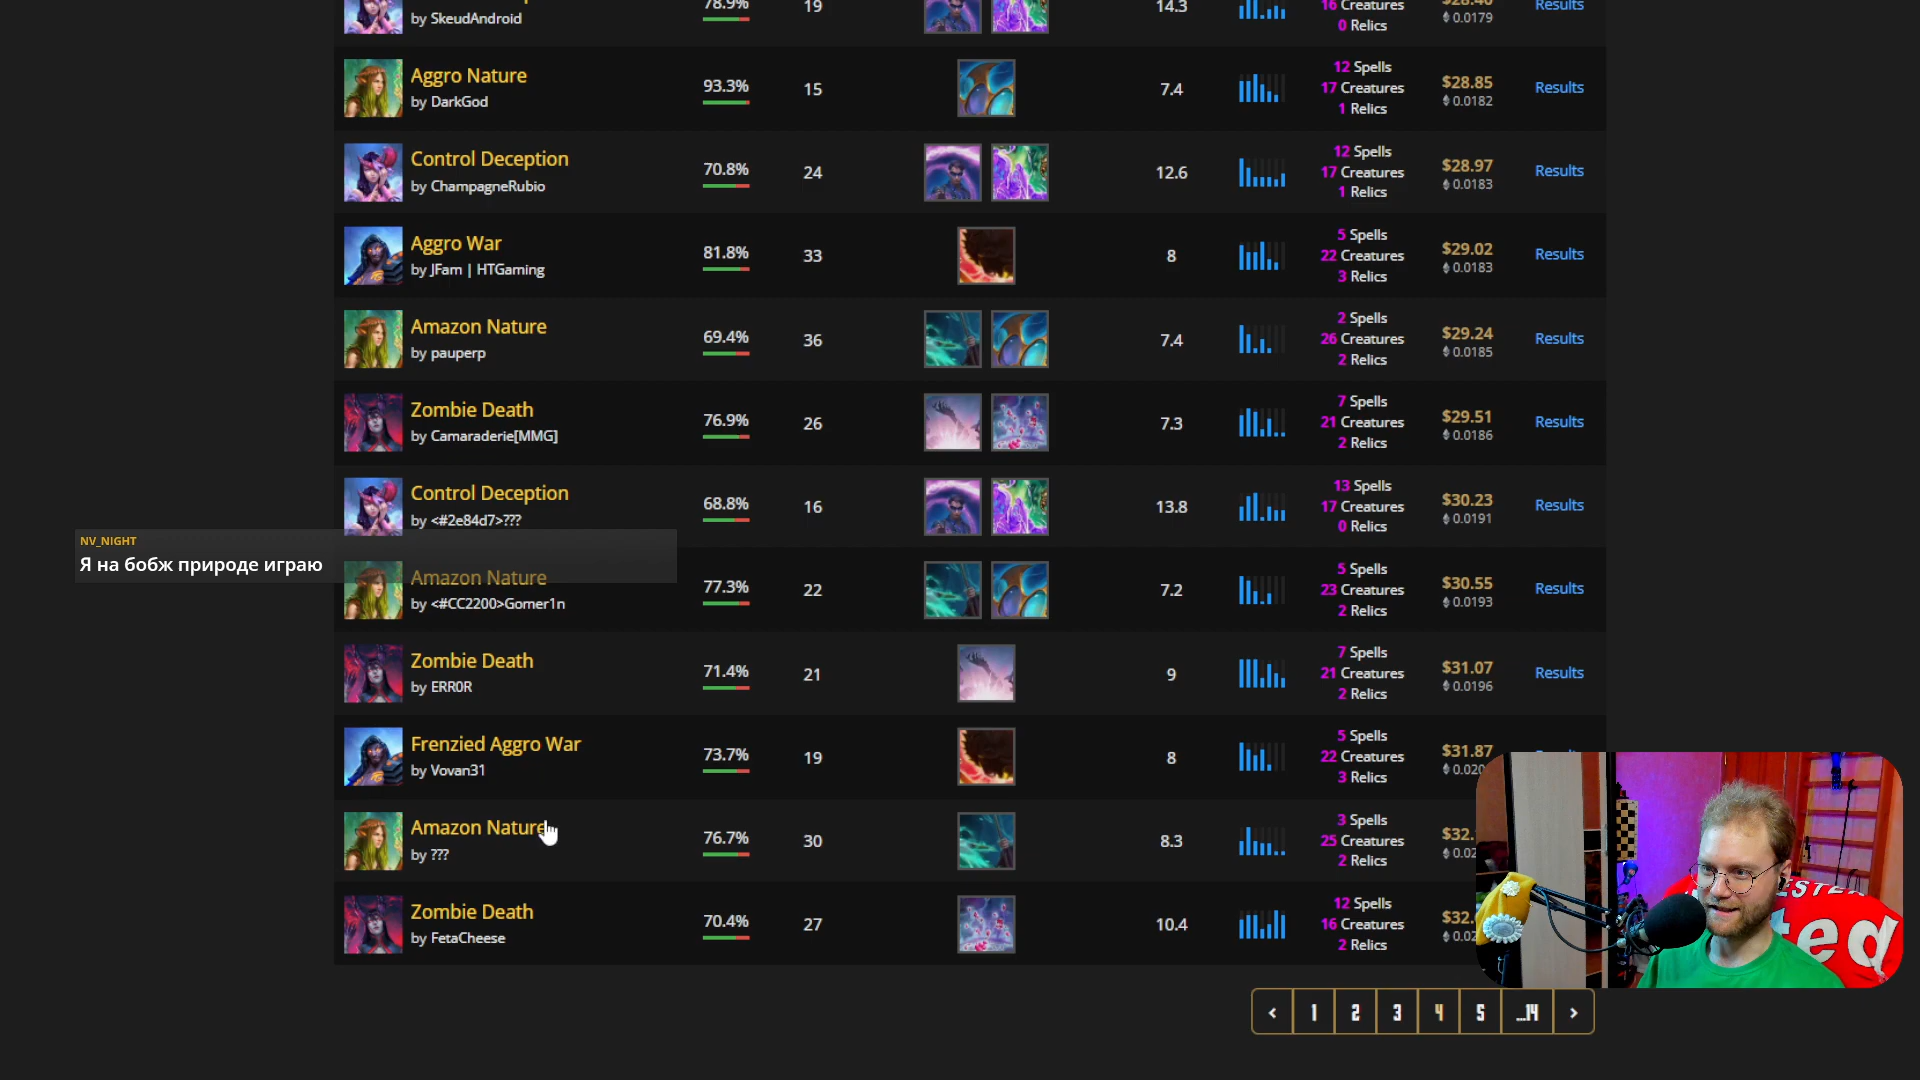 by SkeudAndroid
78.9%
19
14.3
16 Creatures
0 Relics
0.0179
Results
Aggro Nature
by DarkGod
93.3%
15
7.4
12 Spells
17 Creatures
1 Relics
$28.85
0.0182
Results
Control Deception
by ChampagneRubio
70.8%
24
12.6
12 Spells
17 Creatures
1 Relics
$28.97
0.0183
Results
Aggro War
by JFam | HTGaming
81.8%
33
8
5 Spells
22 Creatures
3 Relics
$29.02
0.0183
Results
Amazon Nature
by pauperp
69.4%
36
7.4
2 Spells
26 Creatures
2 Relics
$29.24
0.0185
Results
Zombie Death
by Camaraderie[MMG]
76.9%
26
7.3
7 Spells
21 Creatures
2 Relics
$29.51
0.0186
Results
Control Deception
by <#2e84d7>???
68.8%
16
13.8
13 Spells
17 Creatures
0 Relics
$30.23
0.0191
Results
NV_NIGHT
Я на бобж природе играю
Amazon Nature
by <#CC2200>Gomer1n
77.3%
22
7.2
5 Spells
23 Creatures
2 Relics
$30.55
0.0193
Results
Zombie Death
by ERR0R
71.4%
21
9
7 Spells
21 Creatures
2 Relics
$31.07
0.0196
Results
Frenzied Aggro War
by Vovan31
73.7%
19
8
5 Spells
22 Creatures
3 Relics
$31.87
Amazon Nature
by ???
76.7%
30
8.3
3 Spells
25 Creatures
2 Relics
$32.
0.02
Zombie Death
by FetaCheese
70.4%
27
10.4
12 Spells
16 Creatures
2 Relics
$32.
0.02
ted
< 1 2 3 4 5 ...14 >